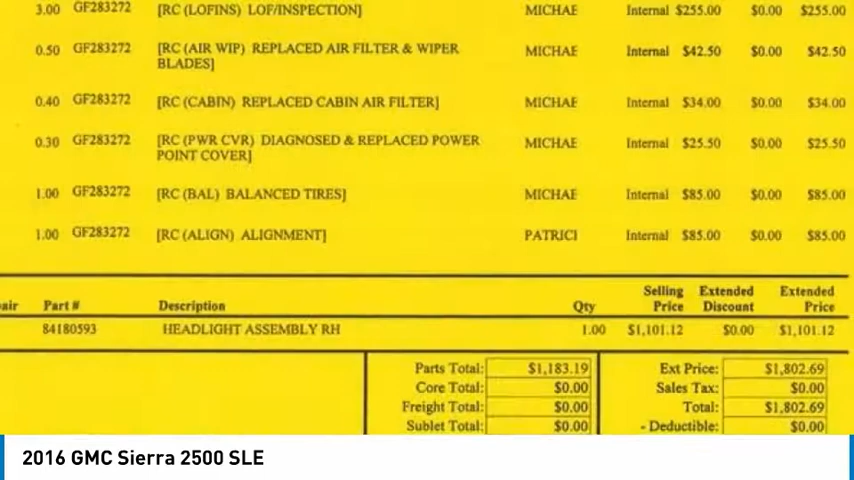 3.00 GF283272 [RC (LOFINS) LOF/INSPECTION] MICHAE Internal $255.00 $0.00 $255.00
0.50 GF283272 [RC (AIR WIP) REPLACED AIR FILTER & WIPER MICHAE Internal $42.50 $0.00 $42.50
BLADES]
0.40 GF283272 [RC (CABIN) REPLACED CABIN AIR FILTER] MICHAE Internal $34.00 $0.00 $34.00
0.30 GF283272 [RC (PWR CVR) DIAGNOSED & REPLACED POWER MICHAE Internal $25.50 $0.00 $25.50
POINT COVER]
1.00 GF283272 [RC (BAL) BALANCED TIRES] MICHAE Internal $85.00 $0.00 $85.00
1.00 GF283272 [RC (ALIGN) ALIGNMENT] PATRICI Internal $85.00 $0.00 $85.00
Selling Extended Extended
air Part # Description Qty Price Discount Price
84180593 HEADLIGHT ASSEMBLY RH 1.00 $1,101.12 $0.00 $1,101.12
Parts Total: $1,183.19 Ext Price: $1,802.69
Core Total: $0.00 Sales Tax: $0.00
Freight Total: $0.00 Total: $1,802.69
Sublet Total: $0.00 - Deductible: $0.00
2016 GMC Sierra 2500 SLE